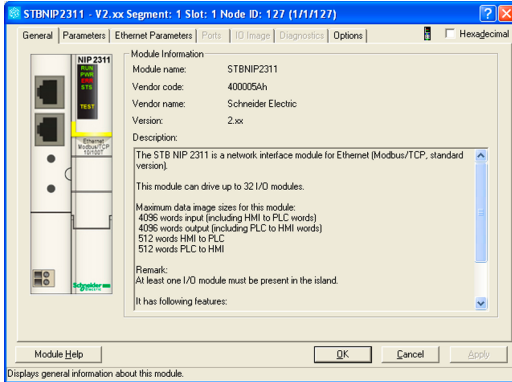 STBNIP2311 - V2.xx Segment: 1 Slot: 1 Node ID: 127 (1/1/127)
General Parameters Ethernet Parameters Ports IO Image Diagnostics Options Hexadecimal
NIP 2311
RUN
PWR
ERR
STS
TEST
Ethernet
Modbus/TCP
10/100T
Schneider Electric
Module Information
Module name: STBNIP2311
Vendor code: 400005Ah
Vendor name: Schneider Electric
Version: 2.xx
Description:
The STB NIP 2311 is a network interface module for Ethernet (Modbus/TCP, standard
version).
This module can drive up to 32 I/O modules.
Maximum data image sizes for this module:
4096 words input (including HMI to PLC words)
4096 words output (including PLC to HMI words)
512 words HMI to PLC
512 words PLC to HMI
Remark:
At least one I/O module must be present in the island.
It has following features:
Module Help OK Cancel Apply
Displays general information about this module.